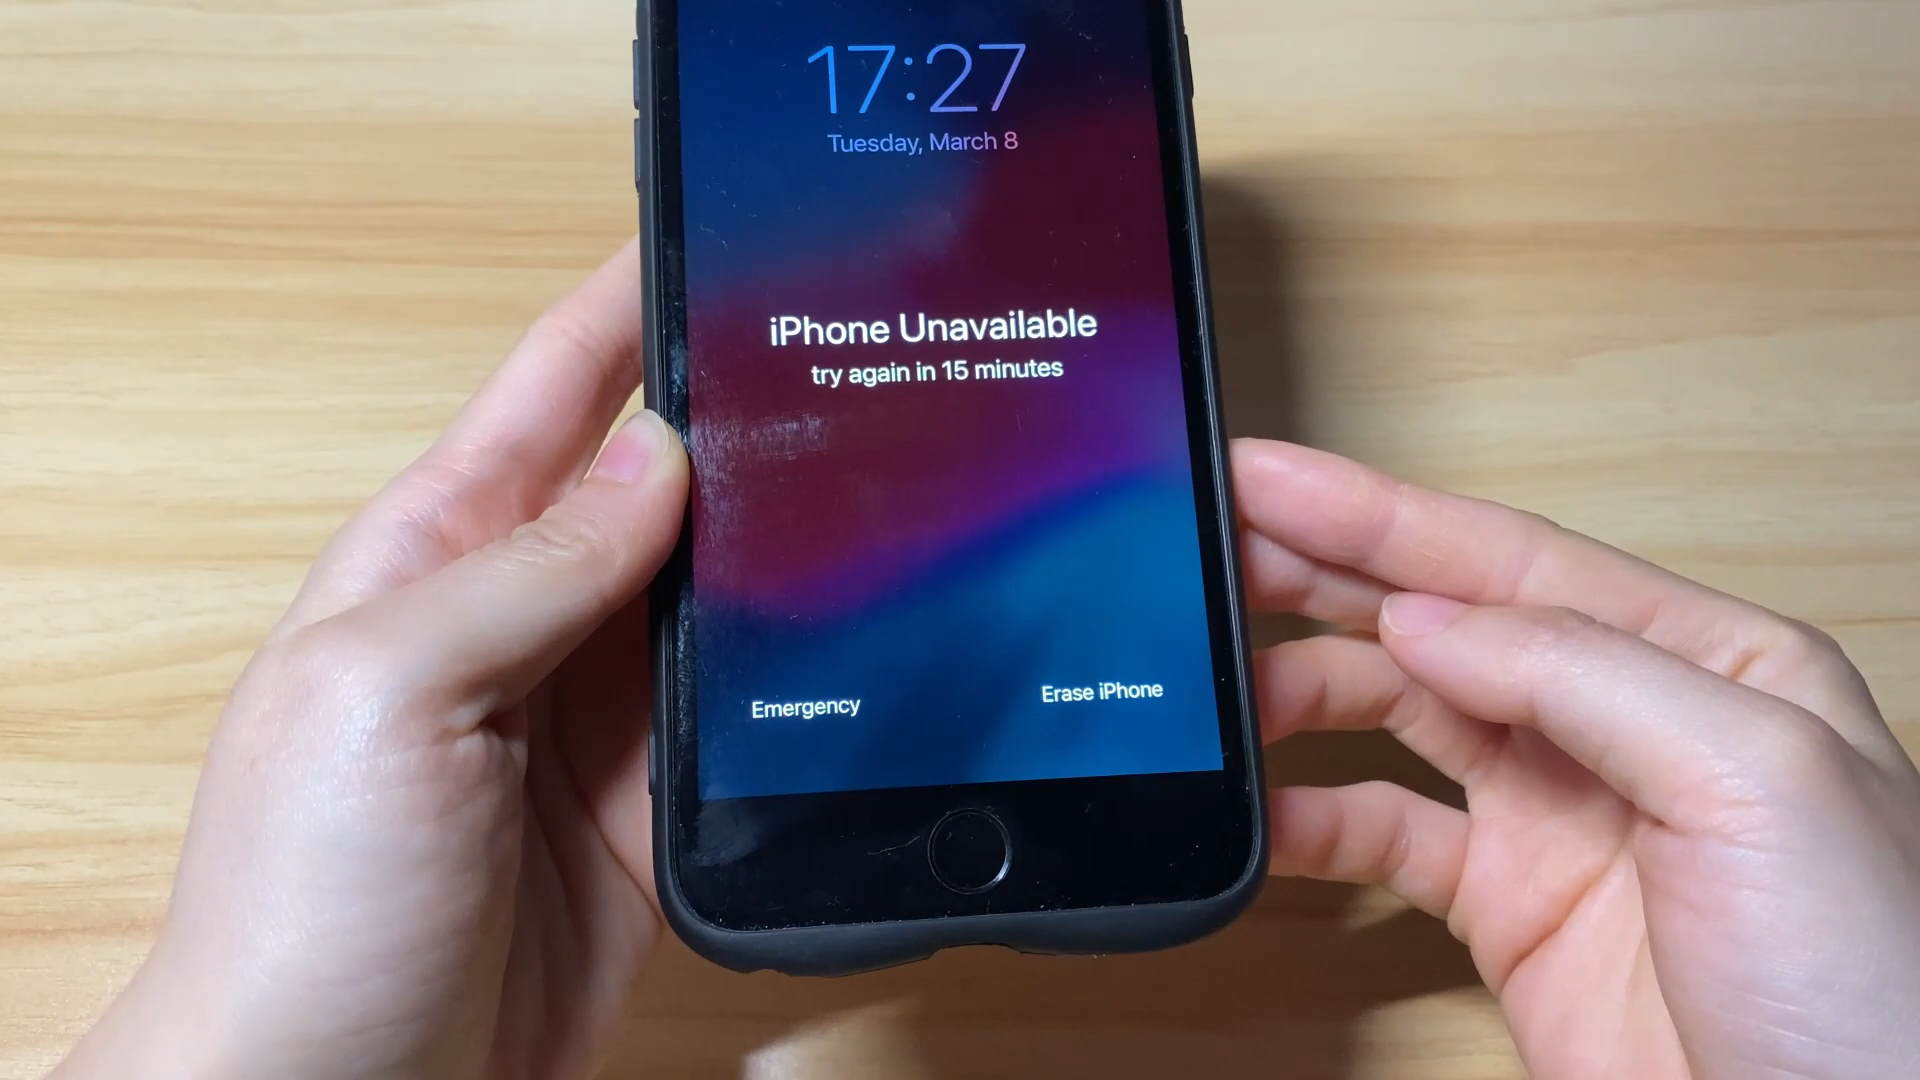 17:27
Tuesday, March 8
iPhone Unavailable
try again in 15 minutes
Emergency
Erase iPhone